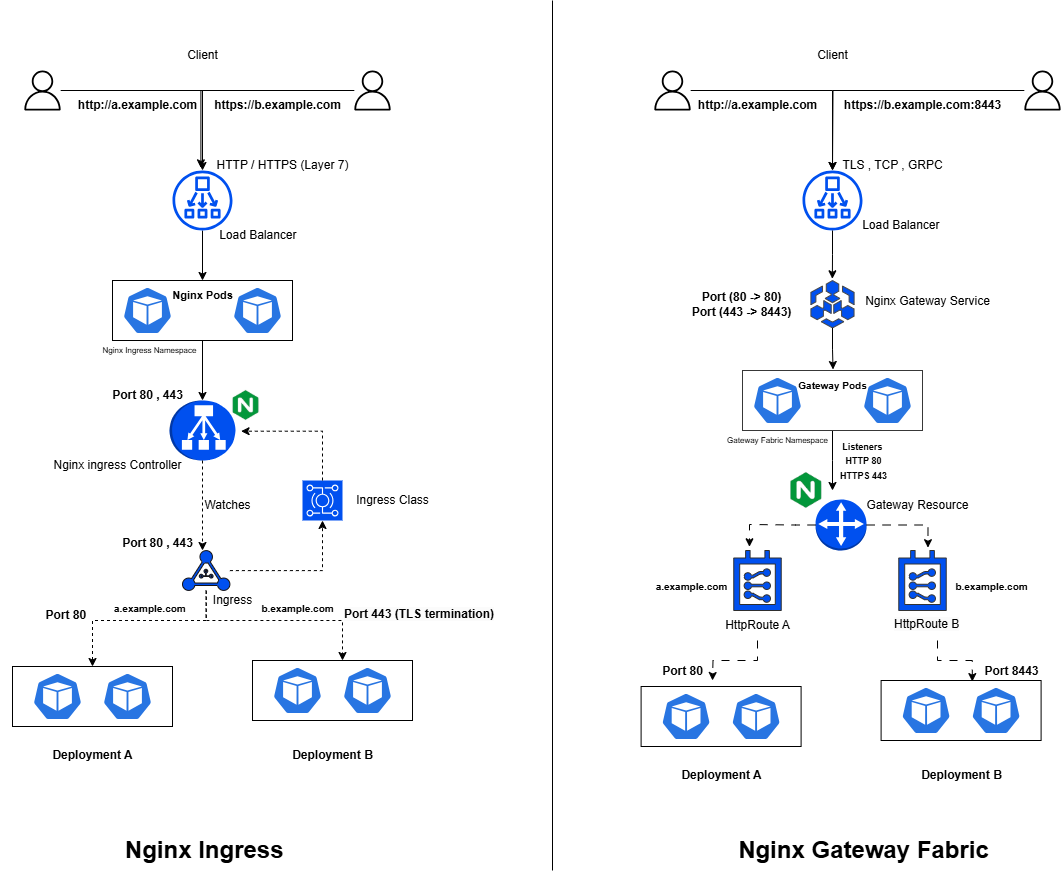 Client
http://a.example.com
https://b.example.com
HTTP / HTTPS (Layer 7)
Load Balancer
Nginx Pods
Nginx Ingress Namespace
Port 80 , 443
N
Nginx ingress Controller
Watches
Ingress Class
Port 80 , 443
Ingress
a.example.com
b.example.com
Port 80
Port 443 (TLS termination)
Deployment A
Deployment B
Nginx Ingress
Client
http://a.example.com
https://b.example.com:8443
TLS , TCP , GRPC
Load Balancer
Port (80 -> 80)
Port (443 -> 8443)
Nginx Gateway Service
Gateway Pods
Gateway Fabric Namespace
Listeners
HTTP 80
HTTPS 443
N
Gateway Resource
a.example.com
b.example.com
HttpRoute A
HttpRoute B
Port 80
Port 8443
Deployment A
Deployment B
Nginx Gateway Fabric